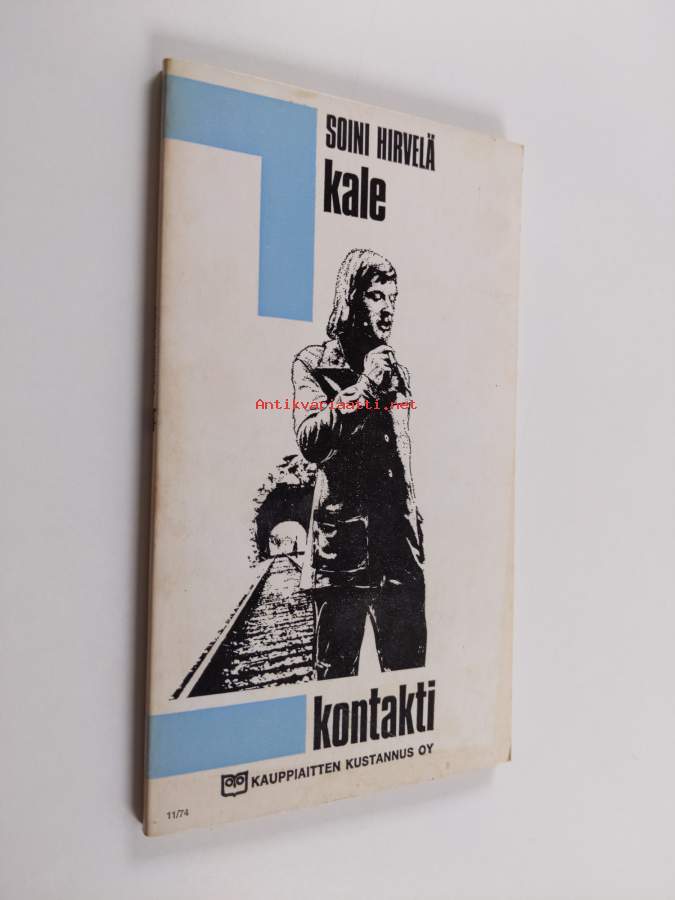 SOINI HIRVELÄ
kale
Antikvariaatti.net
kontakti
KAUPPIAITTEN KUSTANNUS OY
11/74